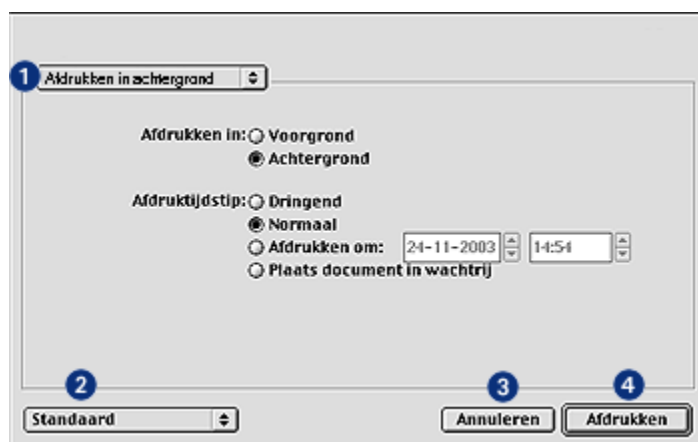 1 Afdrukken in achtergrond
Afdrukken in: Voorgrond
Achtergrond
Afdruktijdstip: Dringend
Normaal
Afdrukken om: 24-11-2003 14:54
Plaats document in wachtrij
2 3 4
Standaard Annuleren Afdrukken